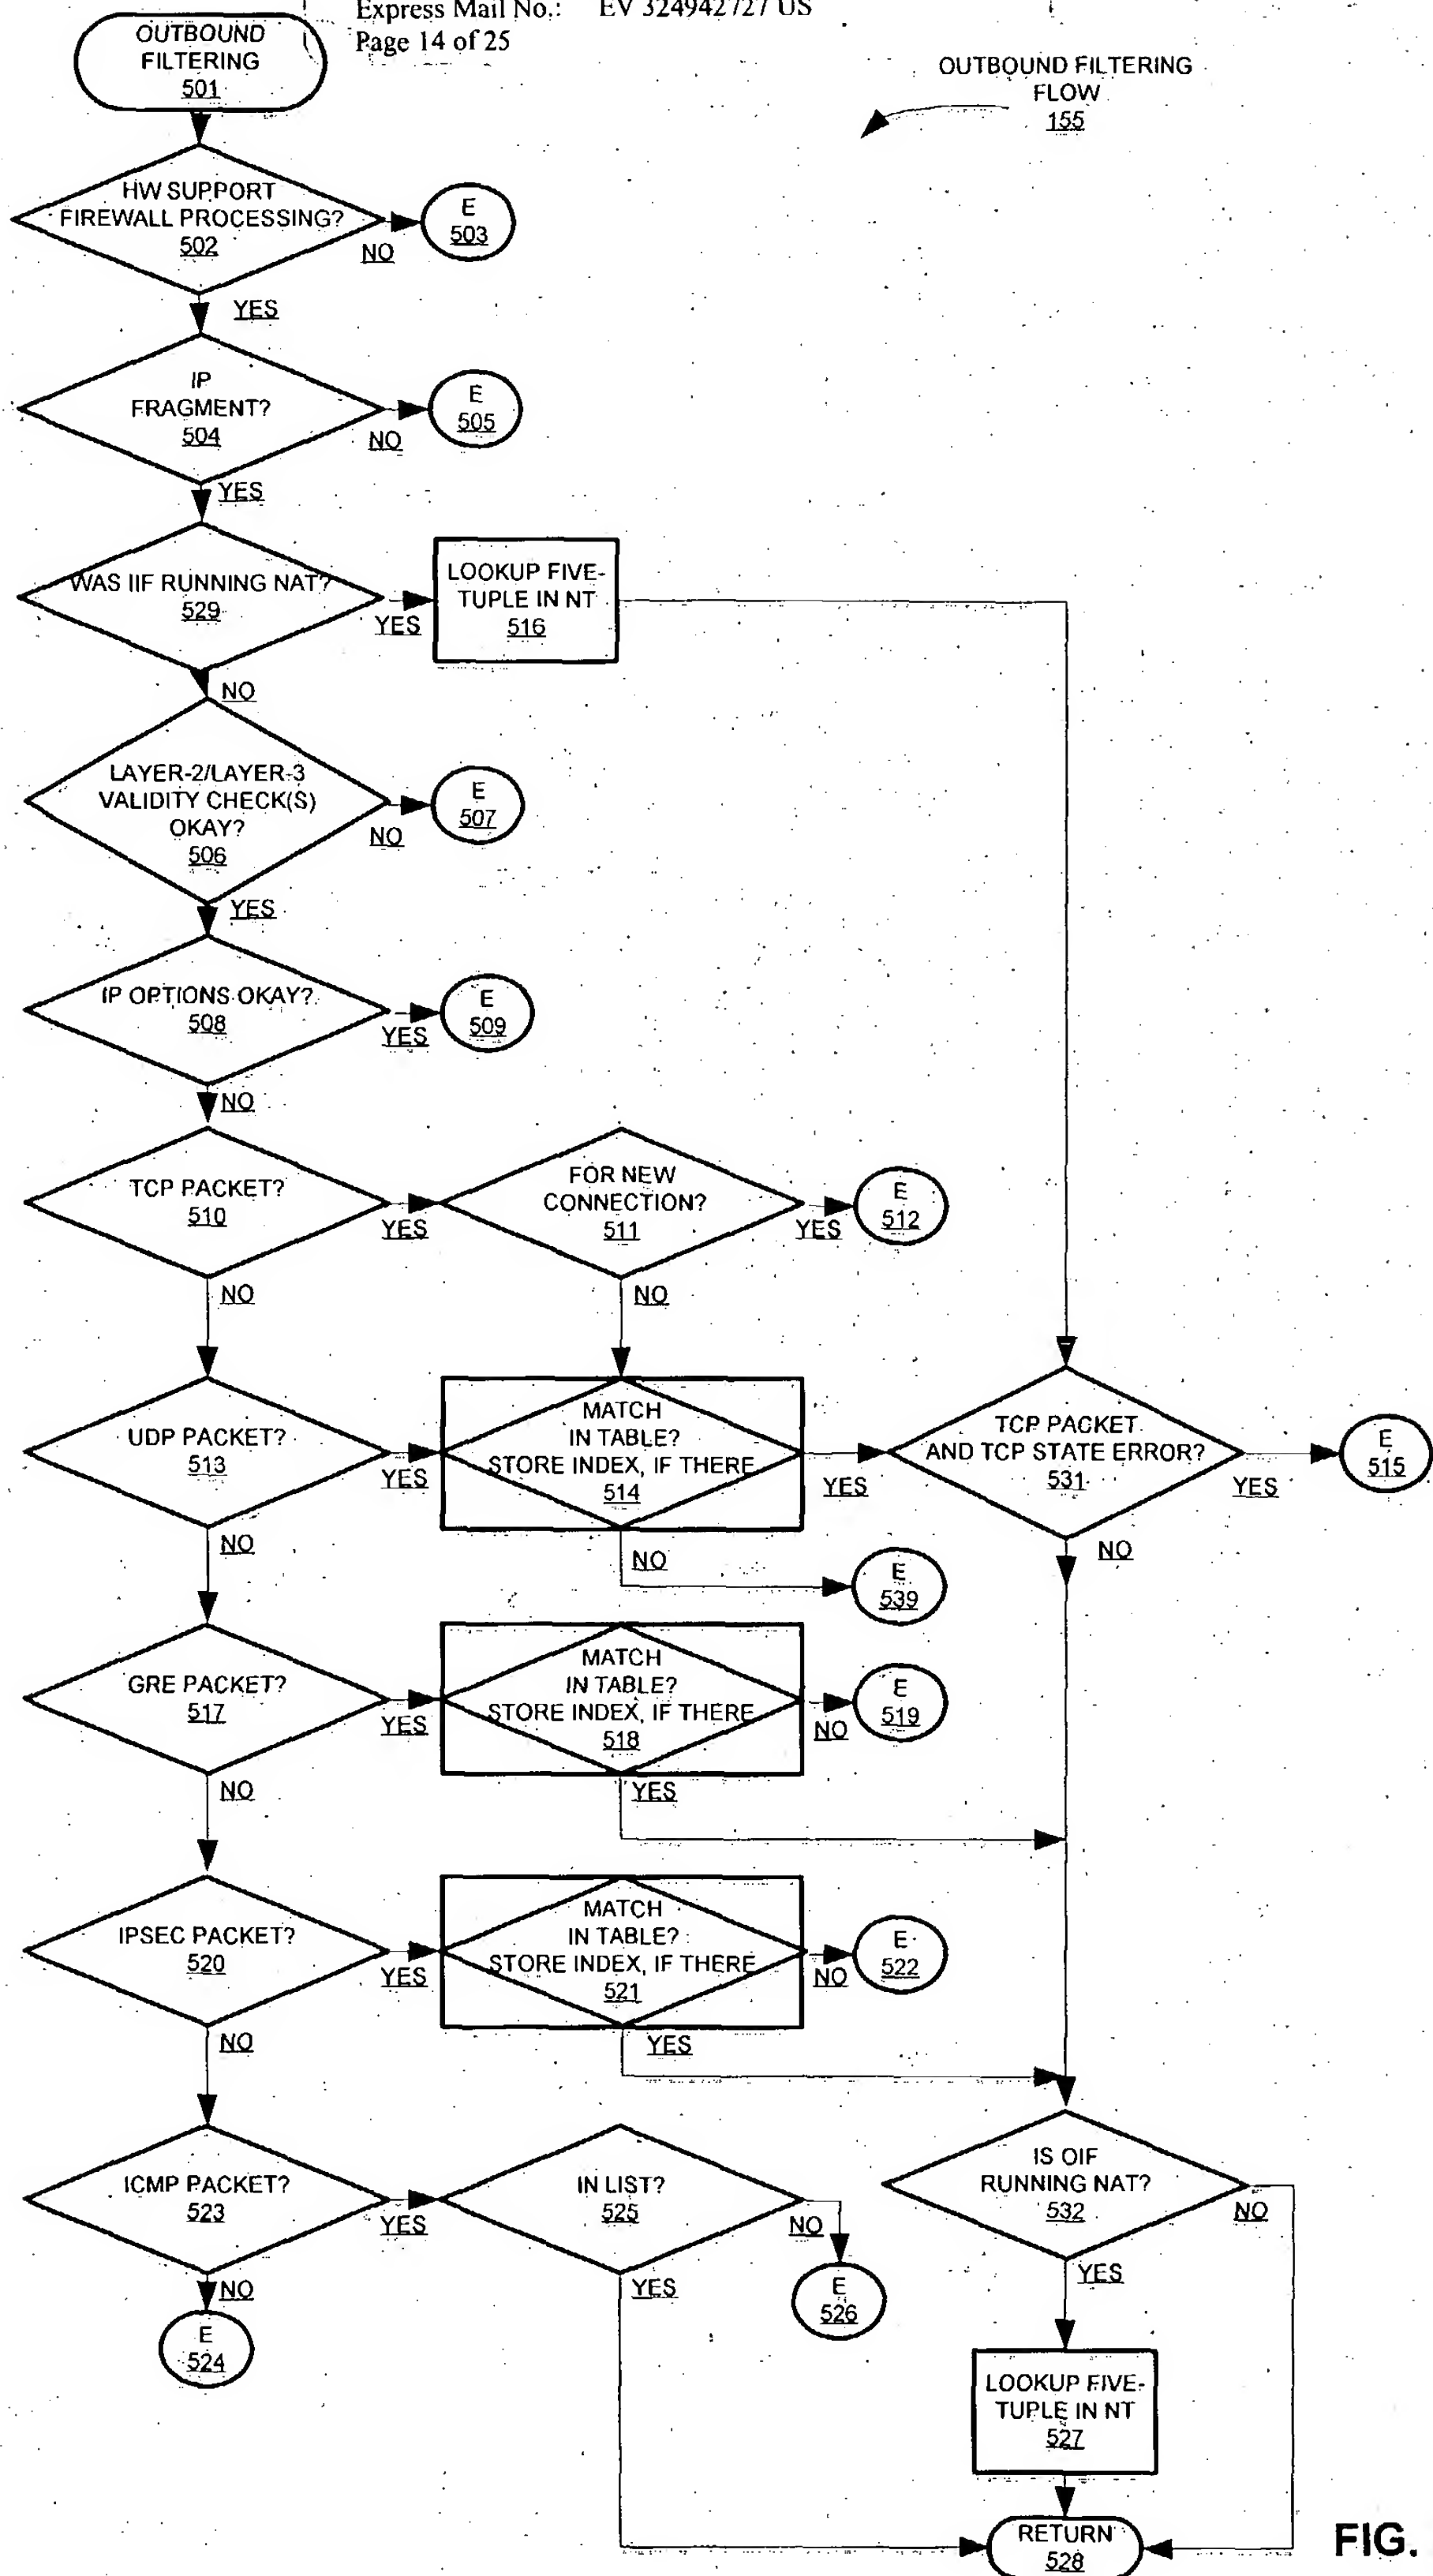 Express Mail No.: EV 324942727 US
Page 14 of 25
OUTBOUND
FILTERING
501
OUTBOUND FILTERING
FLOW
155
HW SUPPORT
FIREWALL PROCESSING?
502
NO
E
503
YES
IP
FRAGMENT?
504
NO
E
505
YES
WAS IIF RUNNING NAT?
529
YES
LOOKUP FIVE-
TUPLE IN NT
516
NO
LAYER-2/LAYER-3
VALIDITY CHECK(S)
OKAY?
506
NO
E
507
YES
IP OPTIONS OKAY?
508
YES
E
509
NO
TCP PACKET?
510
YES
FOR NEW
CONNECTION?
511
YES
E
512
NO
NO
UDP PACKET?
513
YES
MATCH
IN TABLE?
STORE INDEX, IF THERE
514
YES
TCP PACKET
AND TCP STATE ERROR?
531
YES
E
515
NO
NO
E
539
NO
GRE PACKET?
517
YES
MATCH
IN TABLE?
STORE INDEX, IF THERE
518
NO
E
519
NO
YES
IPSEC PACKET?
520
YES
MATCH
IN TABLE?
STORE INDEX, IF THERE
521
NO
E
522
NO
YES
ICMP PACKET?
523
YES
IN LIST?
525
NO
E
526
IS OIF
RUNNING NAT?
532
NO
NO
E
524
YES
YES
LOOKUP FIVE-
TUPLE IN NT
527
RETURN
528
FIG.